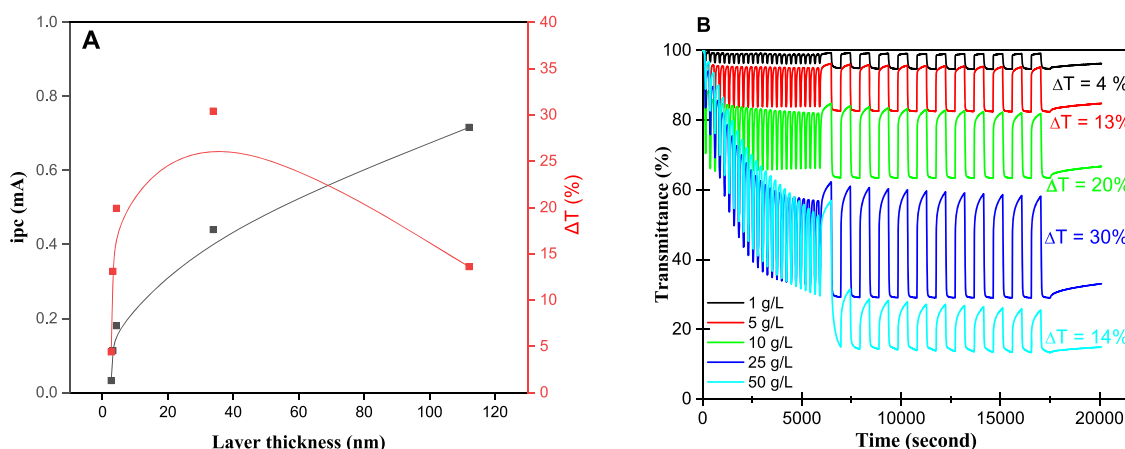 A
1.0
0.8
0.6
0.4
0.2
0.0
ipc (mA)
0
20
40
60
80
100
120
Layer thickness (nm)
40
35
30
25
20
15
10
5
0
ΔT (%)
B
100
80
60
40
20
0
Transmittance (%)
0
5000
10000
15000
20000
Time (second)
ΔT = 4 %
ΔT = 13%
ΔT = 20%
ΔT = 30%
ΔT = 14%
1 g/L
5 g/L
10 g/L
25 g/L
50 g/L